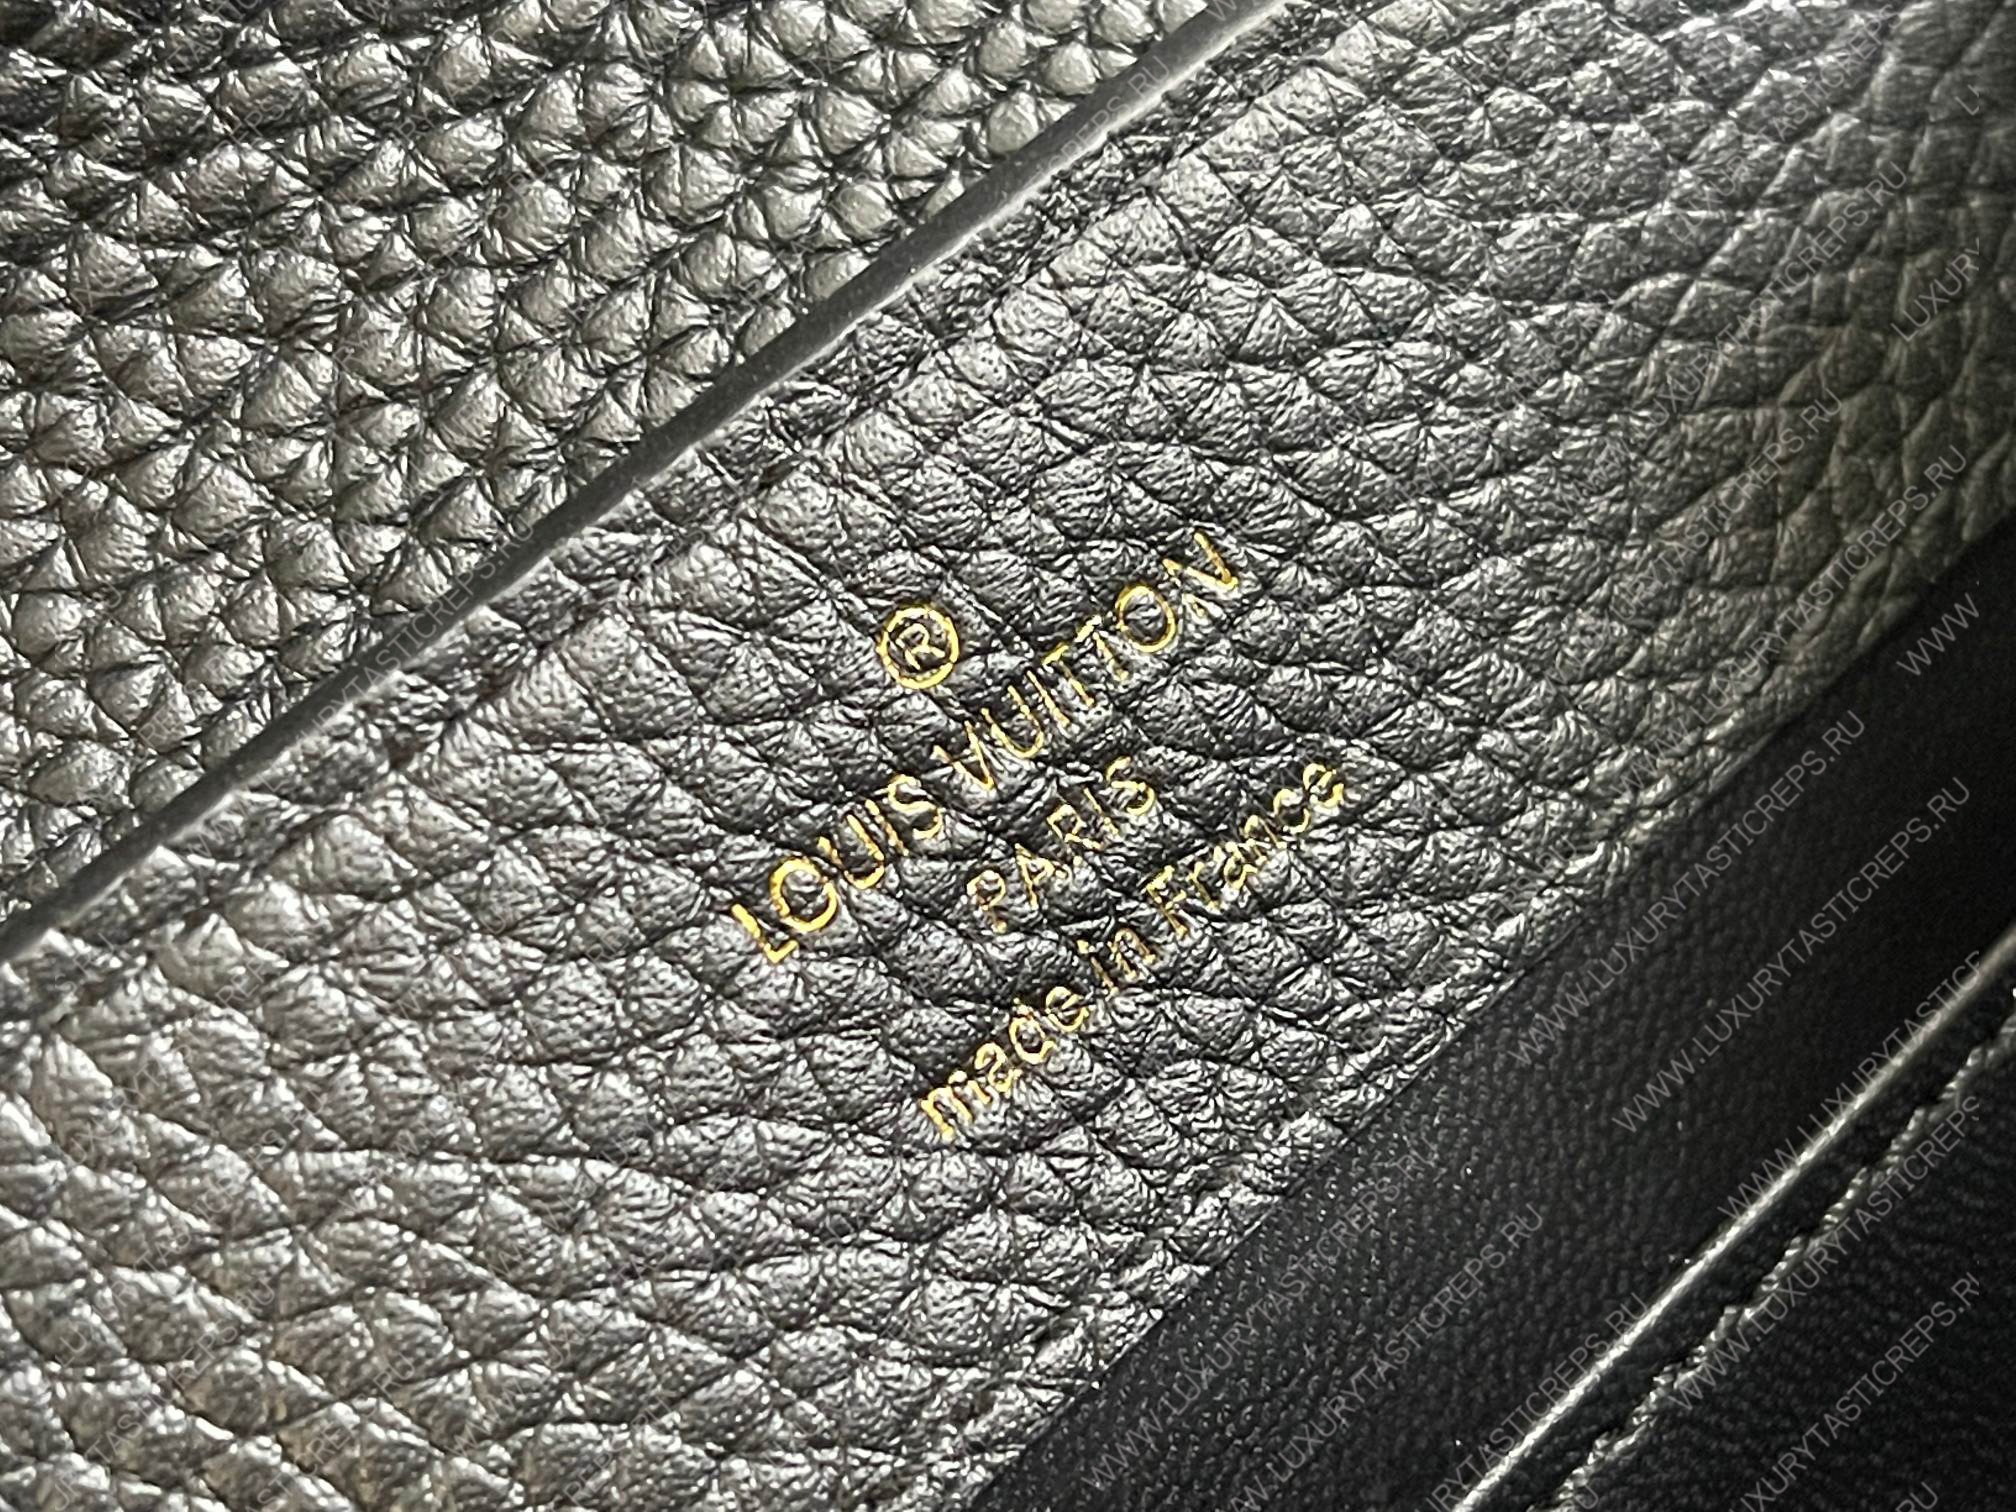 ®
LOUIS VUITTON
PARIS
made in France
WWW.LUXURYTASTICREPS.RU